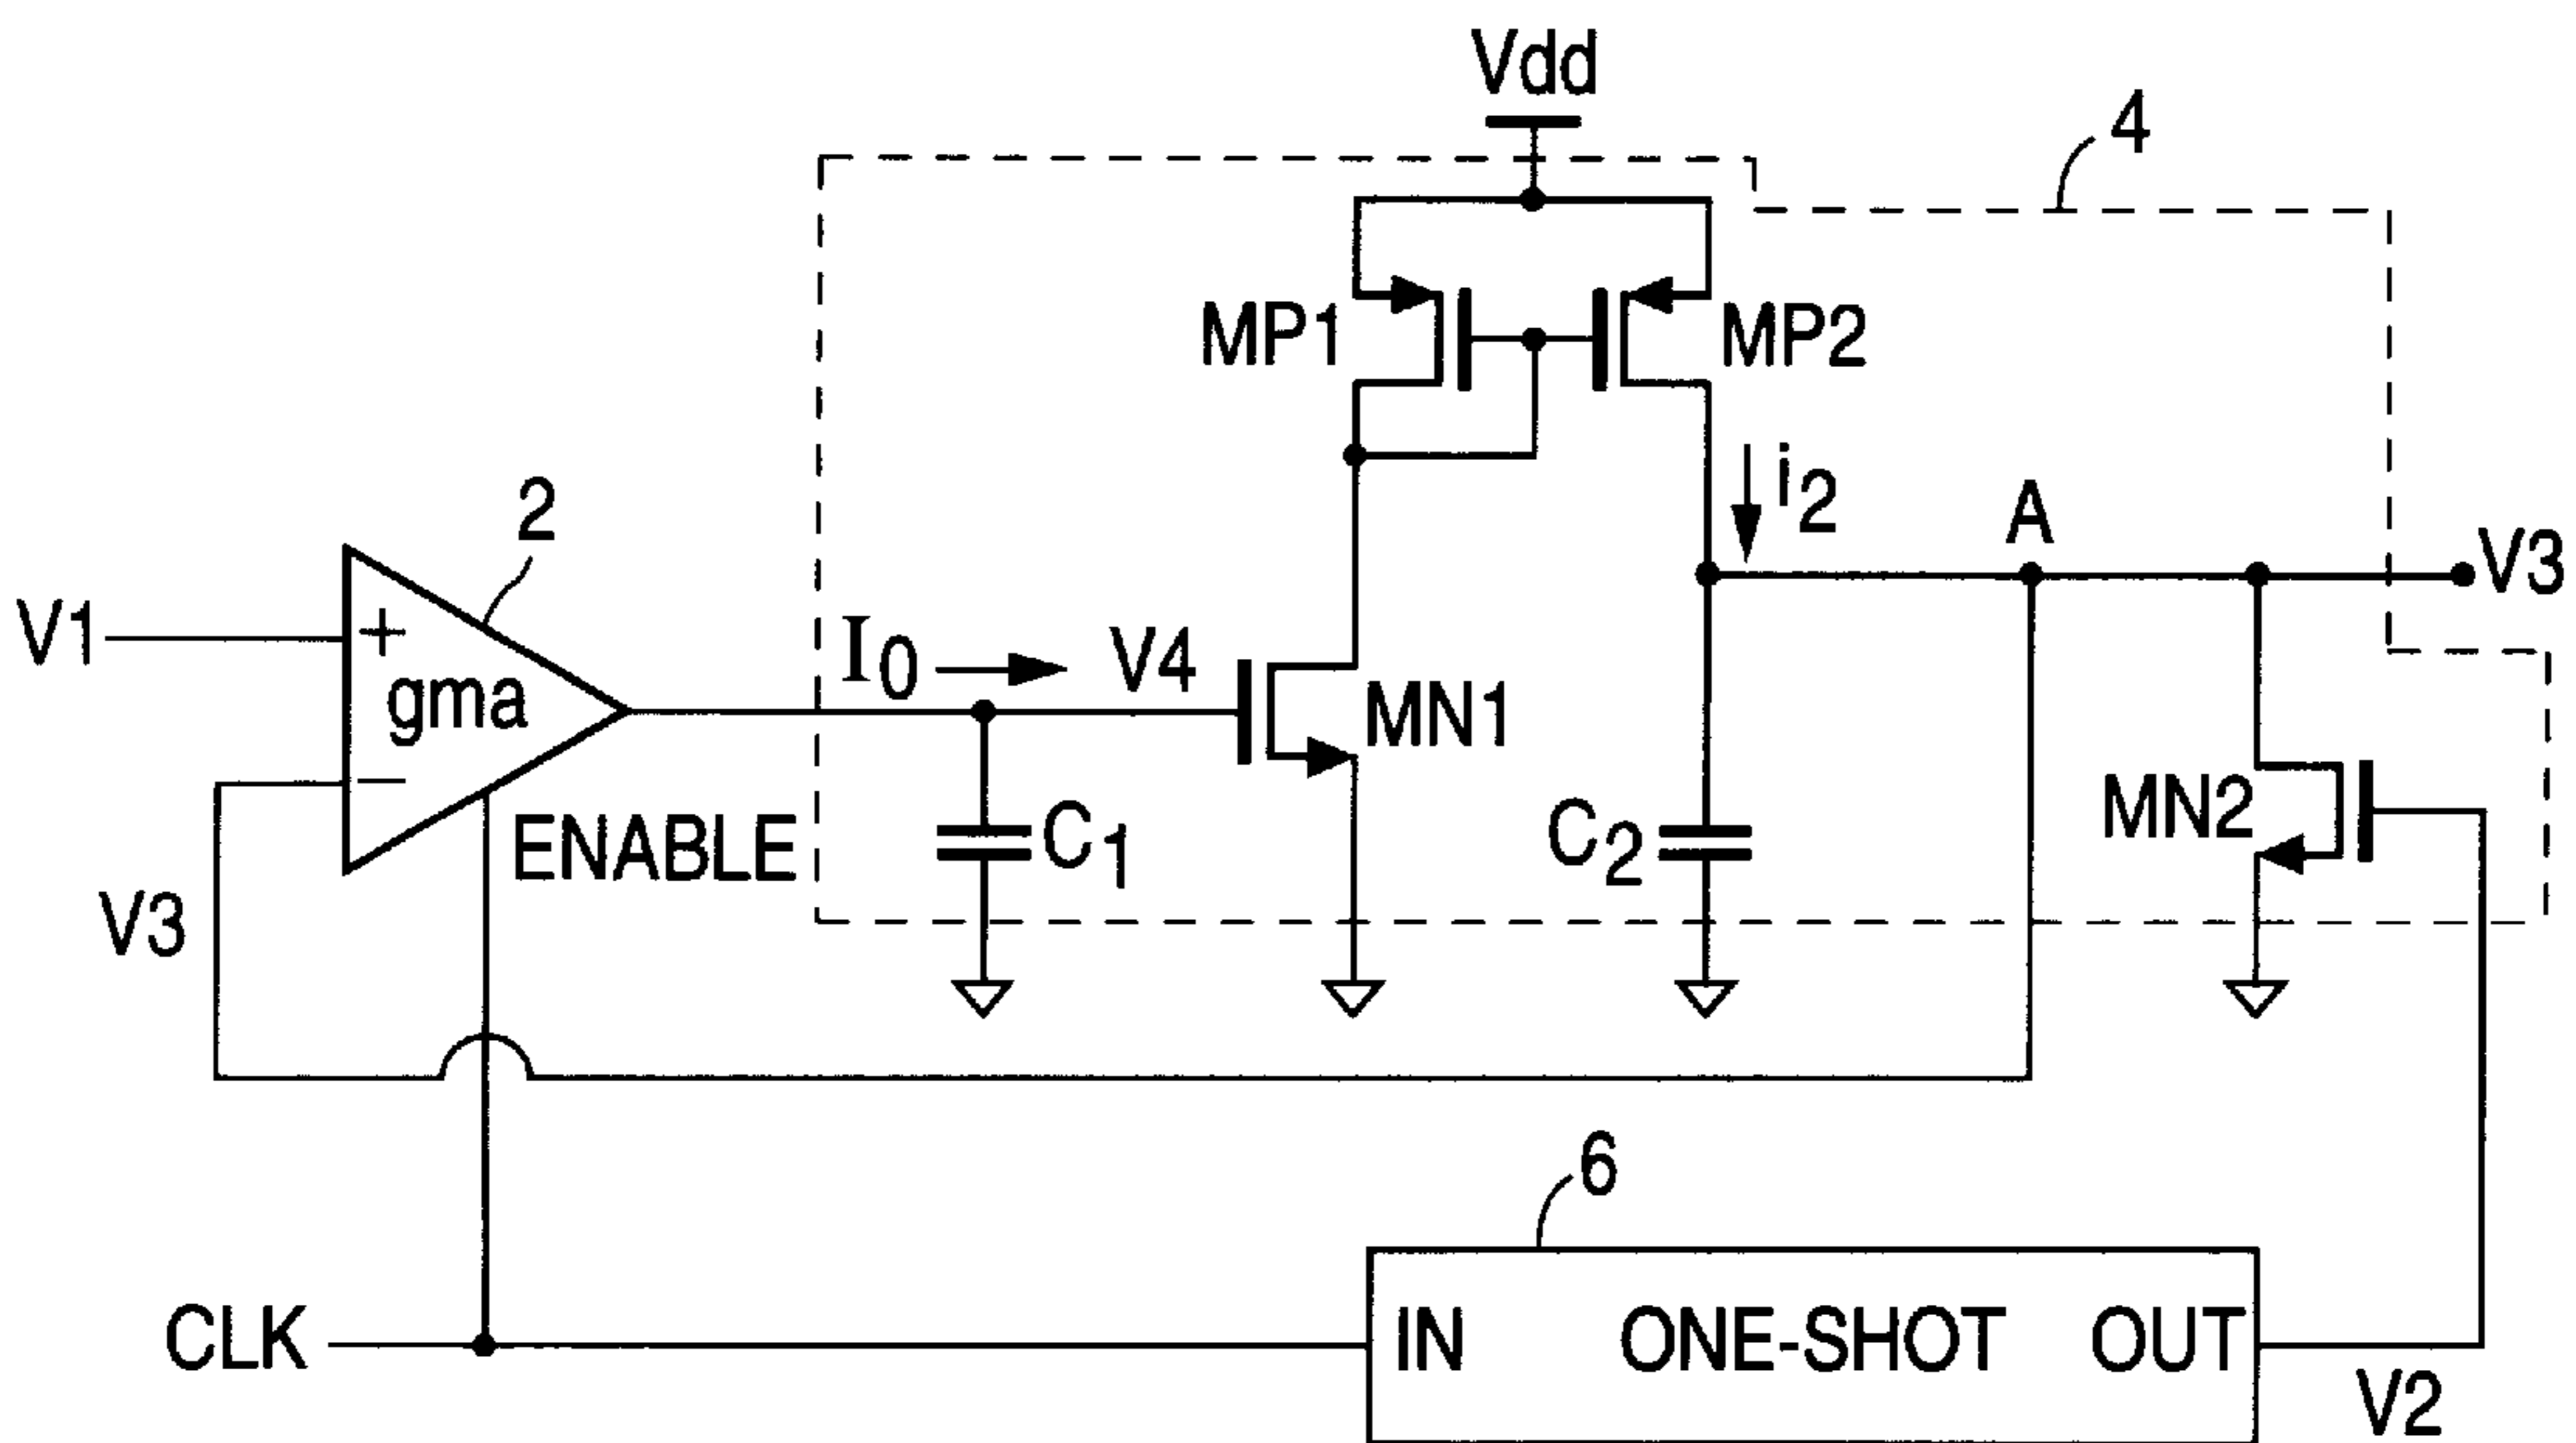 Vdd
4
MP1
MP2
i2
A
V3
2
V1
+
gma
−
I0
V4
MN1
MN2
C1
C2
ENABLE
V3
6
CLK
IN ONE-SHOT OUT
V2